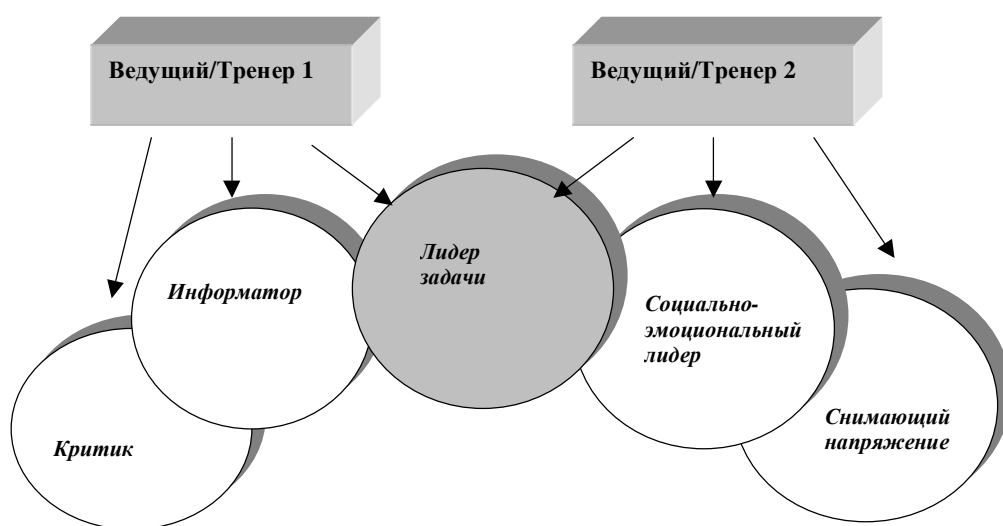 Ведущий/Тренер 1
Ведущий/Тренер 2
Лидер
задачи
Информатор
Социально-
эмоциональный
лидер
Критик
Снимающий
напряжение